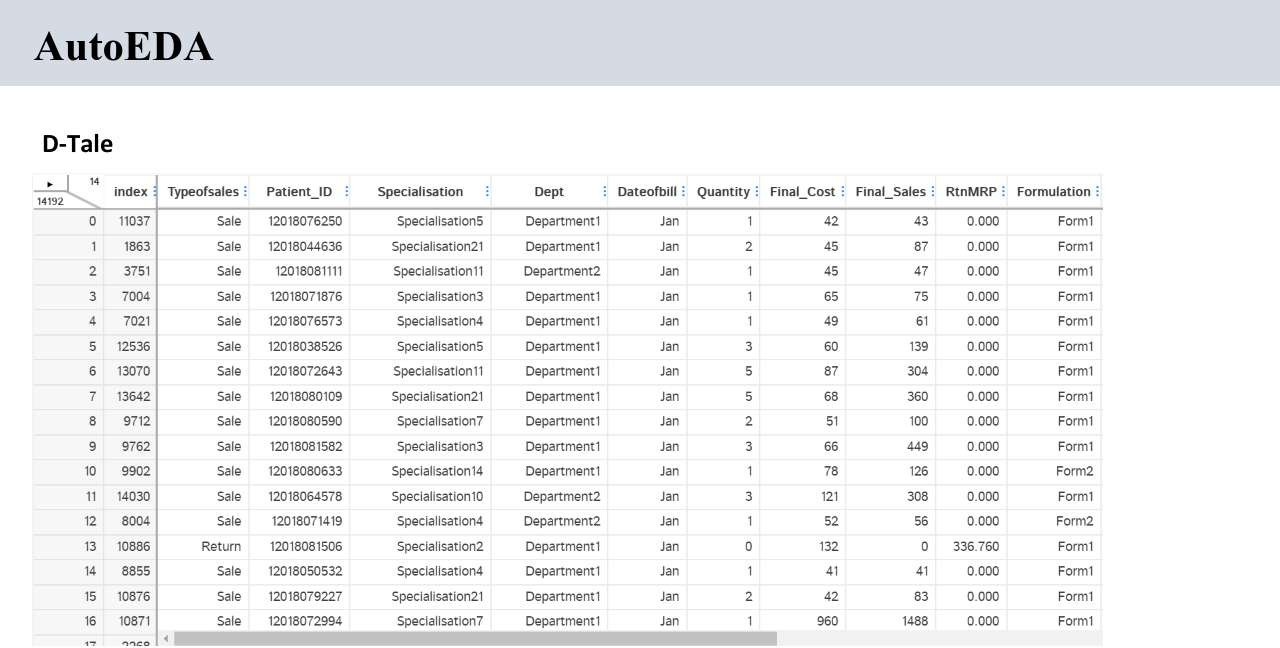 AutoEDA
D-Tale
14
14192
index Typeofsales Patient_ID Specialisation Dept Dateofbill Quantity Final_Cost Final_Sales RtnMRP Formulation
0 11037 Sale 12018076250 Specialisation5 Department1 Jan 1 42 43 0.000 Form1
1 1863 Sale 12018044636 Specialisation21 Department1 Jan 2 45 87 0.000 Form1
2 3751 Sale 12018081111 Specialisation11 Department2 Jan 1 45 47 0.000 Form1
3 7004 Sale 12018071876 Specialisation3 Department1 Jan 1 65 75 0.000 Form1
4 7021 Sale 12018076573 Specialisation4 Department1 Jan 1 49 61 0.000 Form1
5 12536 Sale 12018038526 Specialisation5 Department1 Jan 3 60 139 0.000 Form1
6 13070 Sale 12018072643 Specialisation11 Department1 Jan 5 87 304 0.000 Form1
7 13642 Sale 12018080109 Specialisation21 Department1 Jan 5 68 360 0.000 Form1
8 9712 Sale 12018080590 Specialisation7 Department1 Jan 2 51 100 0.000 Form1
9 9762 Sale 12018081582 Specialisation3 Department1 Jan 3 66 449 0.000 Form1
10 9902 Sale 12018080633 Specialisation14 Department1 Jan 1 78 126 0.000 Form2
11 14030 Sale 12018064578 Specialisation10 Department2 Jan 3 121 308 0.000 Form1
12 8004 Sale 12018071419 Specialisation4 Department2 Jan 1 52 56 0.000 Form2
13 10886 Return 12018081506 Specialisation2 Department1 Jan 0 132 0 336.760 Form1
14 8855 Sale 12018050532 Specialisation4 Department1 Jan 1 41 41 0.000 Form1
15 10876 Sale 12018079227 Specialisation21 Department1 Jan 2 42 83 0.000 Form1
16 10871 Sale 12018072994 Specialisation7 Department1 Jan 1 960 1488 0.000 Form1